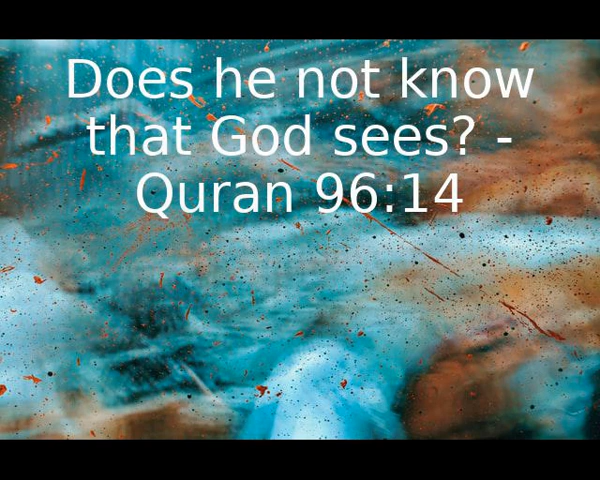 Does he not know
that God sees? -
Quran 96:14